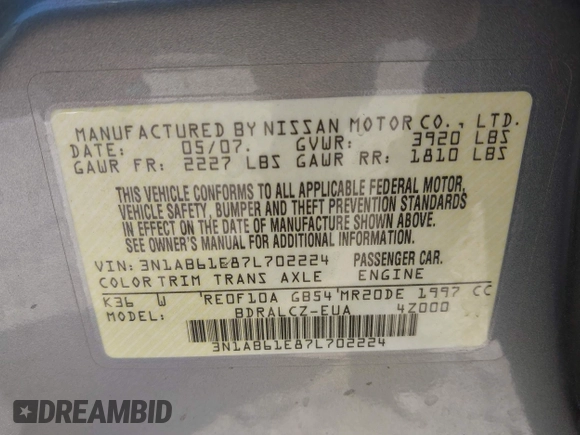 MANUFACTURED BY NISSAN MOTOR CO., LTD.
DATE: 05/07. GVWR: 3920 LBS
GAWR FR: 2227 LBS GAWR RR: 1810 LBS
THIS VEHICLE CONFORMS TO ALL APPLICABLE FEDERAL MOTOR
VEHICLE SAFETY, BUMPER AND THEFT PREVENTION STANDARDS
IN EFFECT ON THE DATE OF MANUFACTURE SHOWN ABOVE.
SEE OWNER'S MANUAL FOR ADDITIONAL INFORMATION.
VIN: 3N1AB61E87L702224 PASSENGER CAR.
COLOR TRIM TRANS AXLE ENGINE
K36 W 'RE0F10A GB54'MR20DE 1997 CC
MODEL: BDRALCZ-EUA 4Z000
3N1AB61E87L702224
DREAMBID